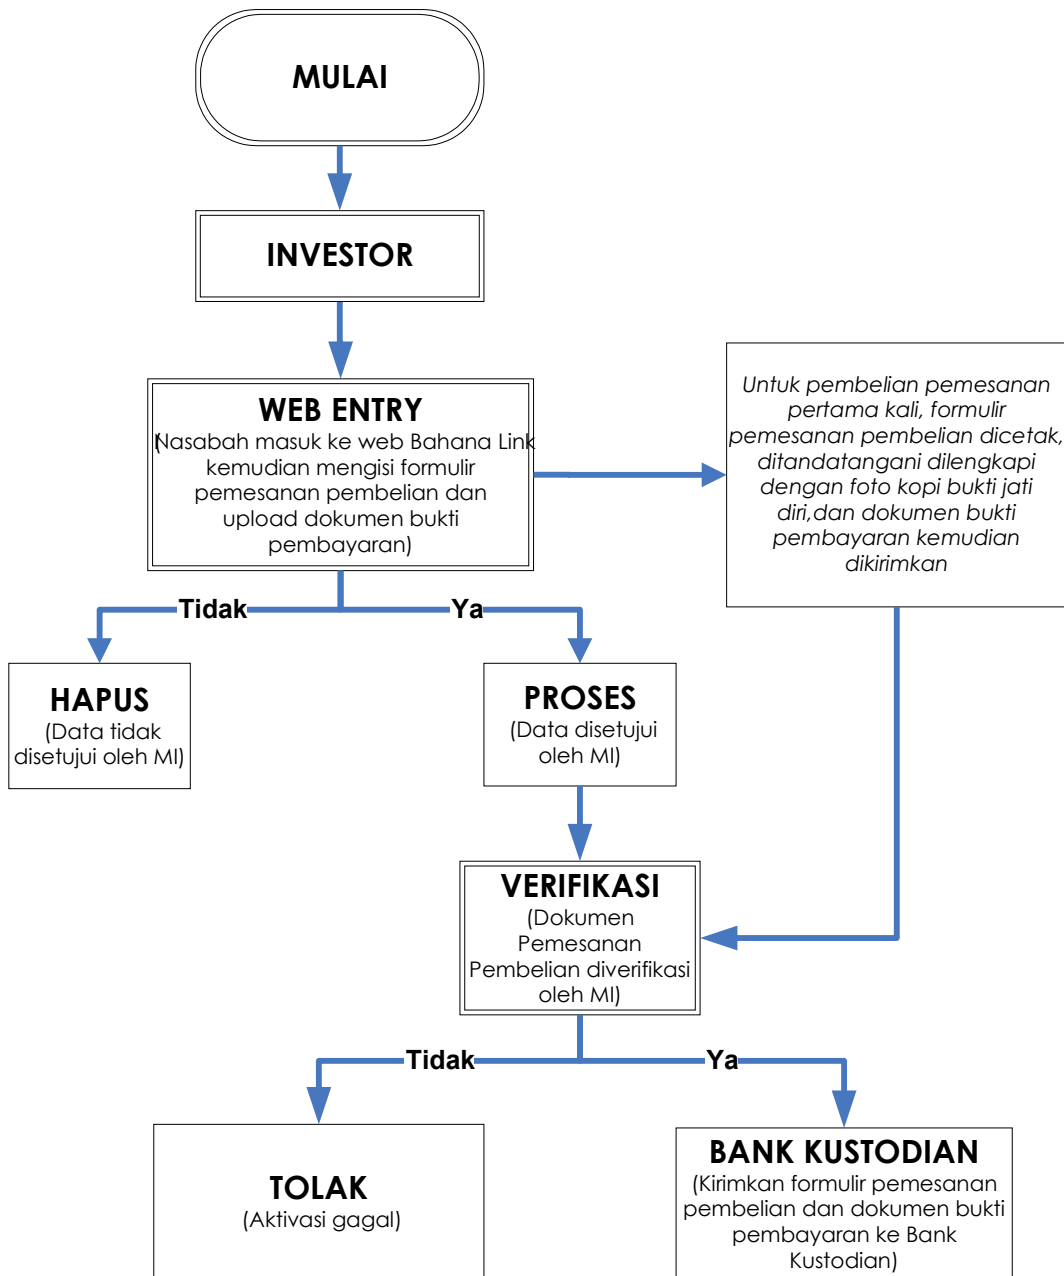 MULAI
INVESTOR
WEB ENTRY
(Nasabah masuk ke web Bahana Link
kemudian mengisi formulir
pemesanan pembelian dan
upload dokumen bukti
pembayaran)
Untuk pembelian pemesanan
pertama kali, formulir
pemesanan pembelian dicetak,
ditandatangani dilengkapi
dengan foto kopi bukti jati
diri,dan dokumen bukti
pembayaran kemudian
dikirimkan
Tidak
Ya
HAPUS
(Data tidak
disetujui oleh MI)
PROSES
(Data disetujui
oleh MI)
VERIFIKASI
(Dokumen
Pemesanan
Pembelian diverifikasi
oleh MI)
Tidak
Ya
TOLAK
(Aktivasi gagal)
BANK KUSTODIAN
(Kirimkan formulir pemesanan
pembelian dan dokumen bukti
pembayaran ke Bank
Kustodian)